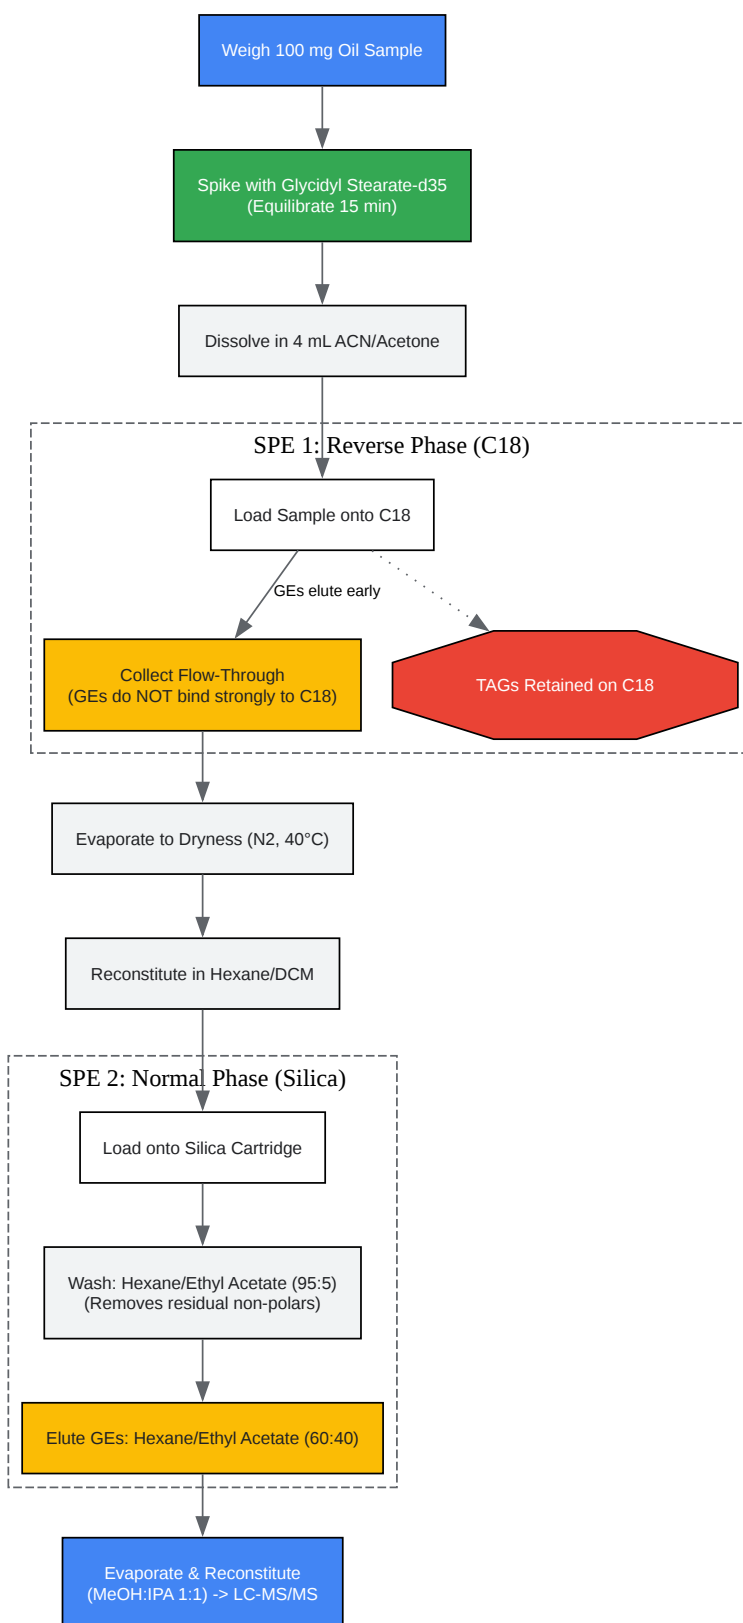 Weigh 100 mg Oil Sample
Spike with Glycidyl Stearate-d35
(Equilibrate 15 min)
Dissolve in 4 mL ACN/Acetone
SPE 1: Reverse Phase (C18)
Load Sample onto C18
GEs elute early
Collect Flow-Through
(GEs do NOT bind strongly to C18)
TAGs Retained on C18
Evaporate to Dryness (N2, 40°C)
Reconstitute in Hexane/DCM
SPE 2: Normal Phase (Silica)
Load onto Silica Cartridge
Wash: Hexane/Ethyl Acetate (95:5)
(Removes residual non-polars)
Elute GEs: Hexane/Ethyl Acetate (60:40)
Evaporate & Reconstitute
(MeOH:IPA 1:1) -> LC-MS/MS